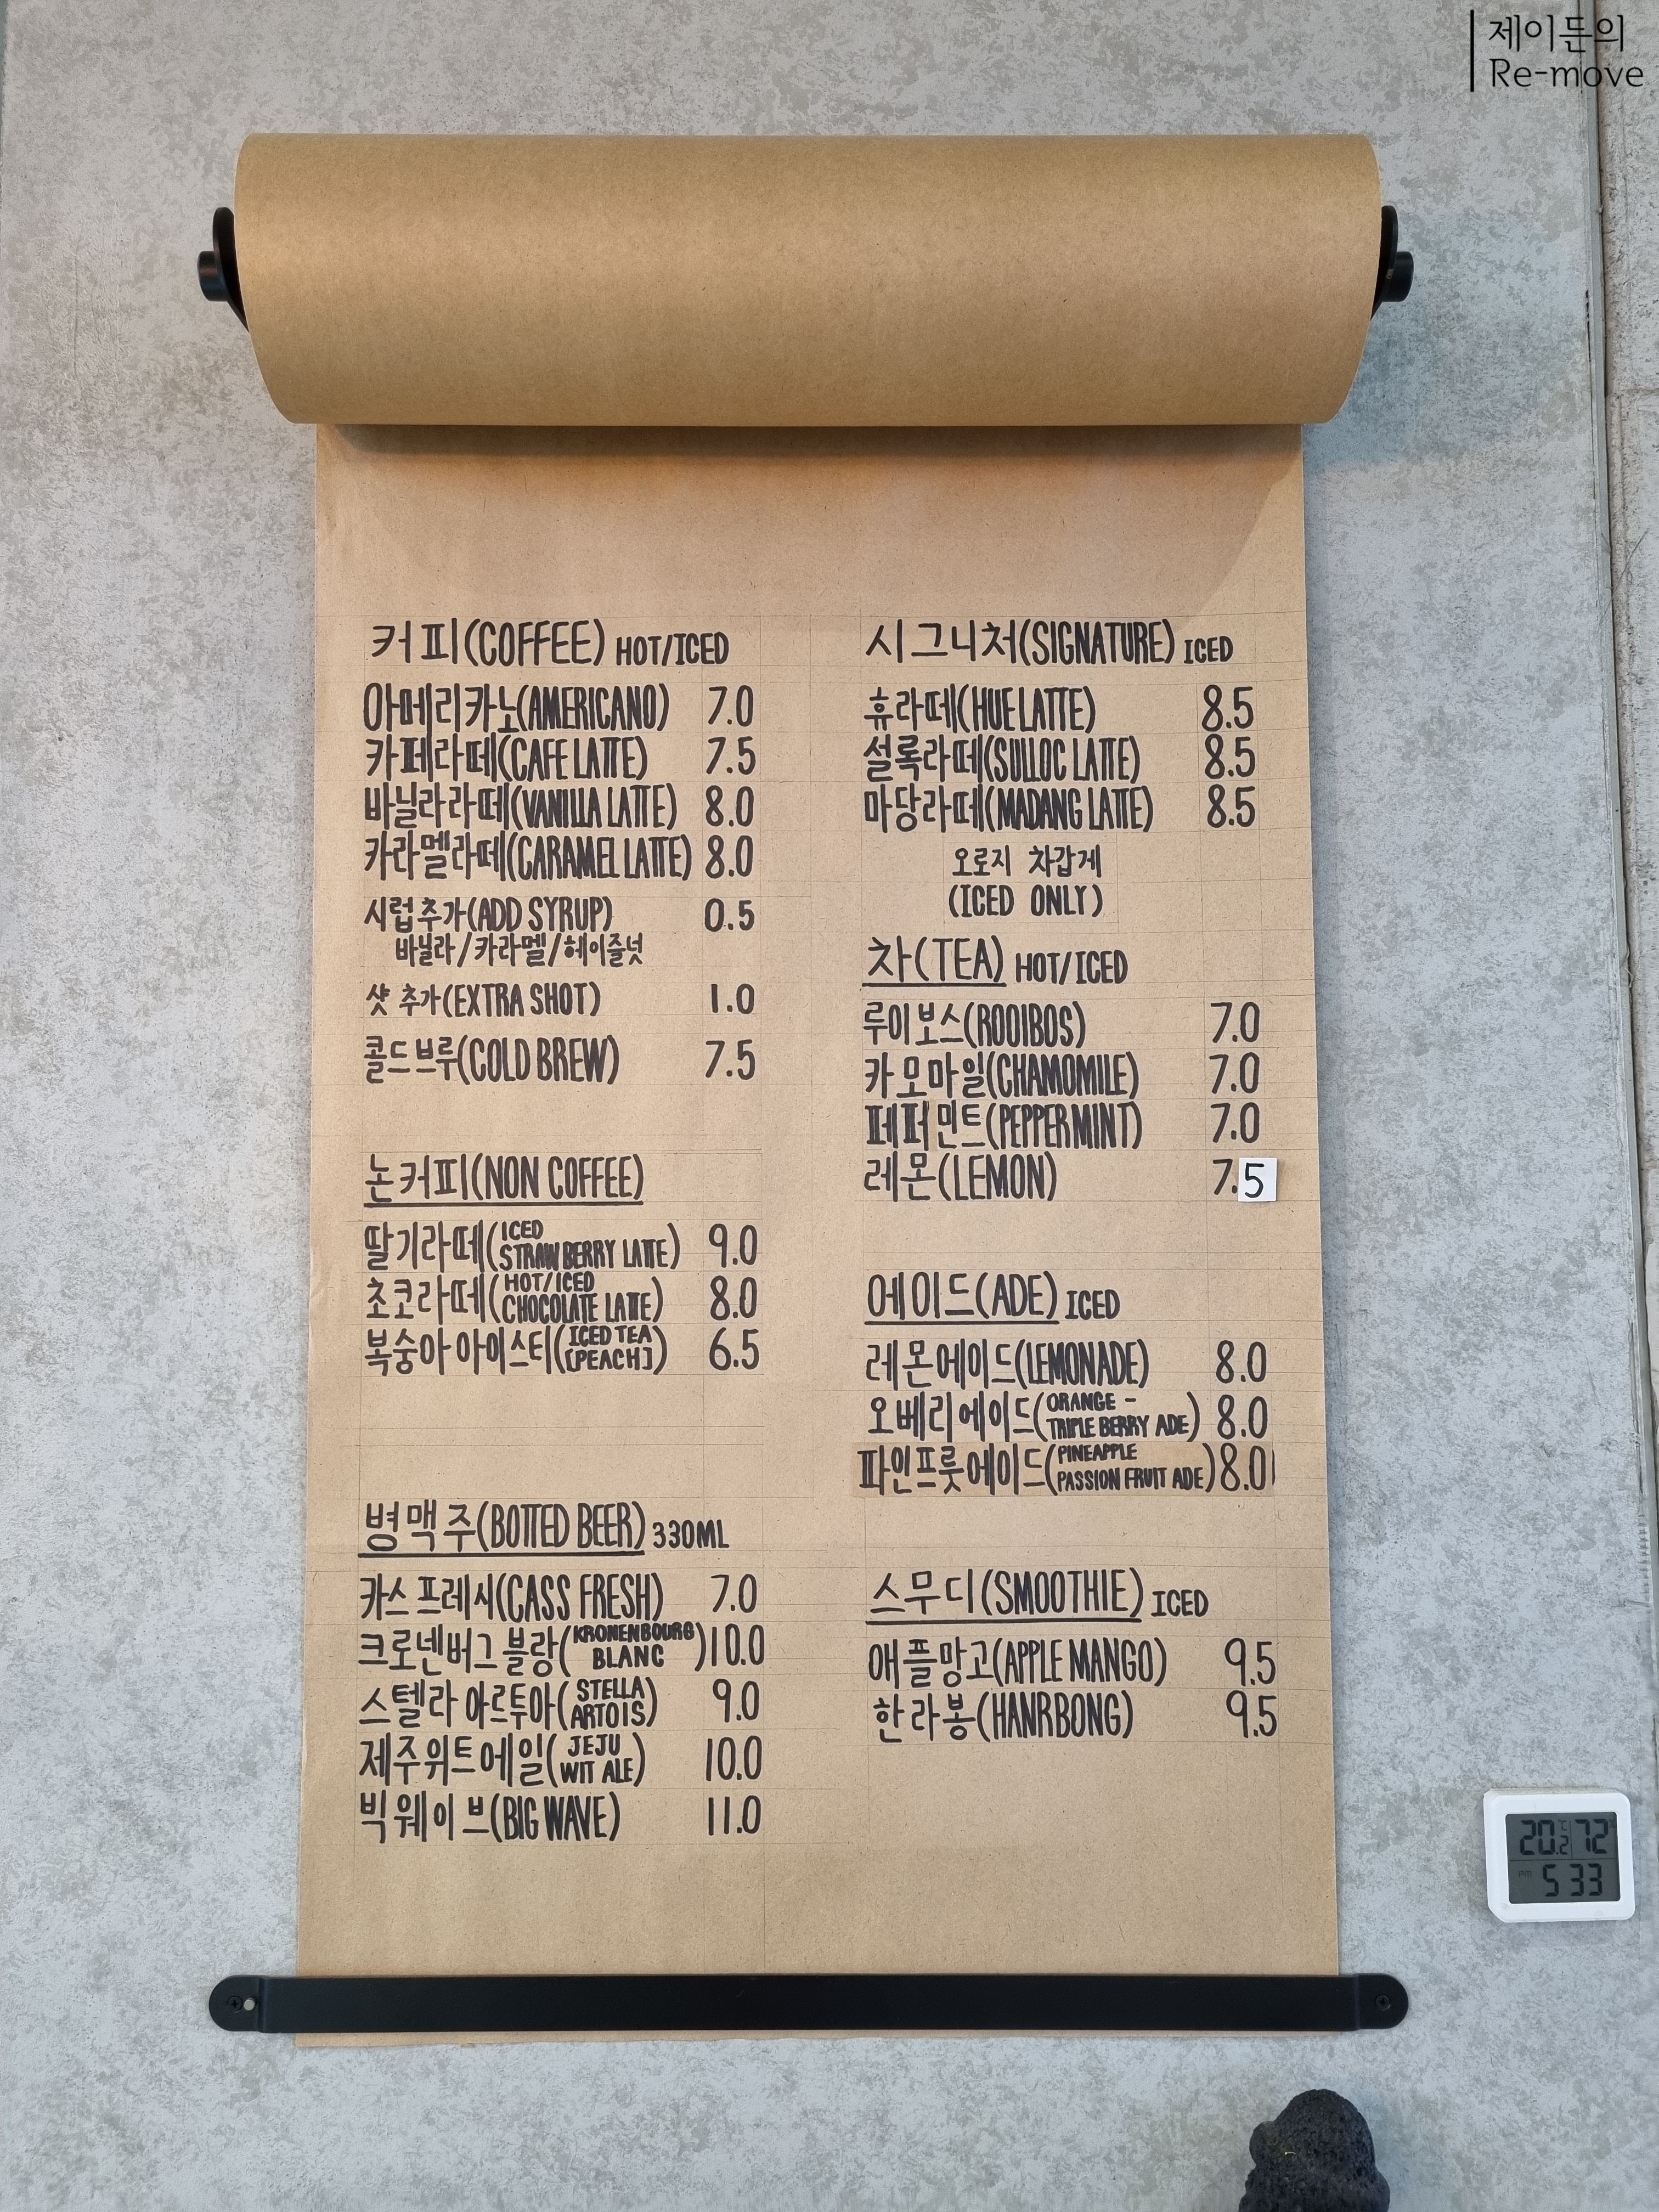 제이든의
Re-move
커피(COFFEE) HOT/ICED
아메리카노(AMERICANO) 7.0
카페라떼(CAFE LATTE) 7.5
바닐라라떼(VANILLA LATTE) 8.0
카라멜라떼(CARAMEL LATTE) 8.0
시럽추가(ADD SYRUP) 0.5
바닐라/카라멜/헤이즐넛
샷 추가(EXTRA SHOT) 1.0
콜드브루(COLD BREW) 7.5
논커피(NON COFFEE)
딸기라떼(ICED STRAWBERRY LATTE) 9.0
초코라떼(HOT/ICED CHOCOLATE LATTE) 8.0
복숭아 아이스티(ICED TEA [PEACH]) 6.5
병맥주(BOTTED BEER) 330ML
카스 프레시(CASS FRESH) 7.0
크로넨버그 블랑(KRONENBOURG BLANC) 10.0
스텔라 아르투아(STELLA ARTOIS) 9.0
제주위트에일(JEJU WIT ALE) 10.0
빅웨이브(BIG WAVE) 11.0
시그니처(SIGNATURE) ICED
휴라떼(HUE LATTE) 8.5
설록라떼(SULLOC LATTE) 8.5
마당라떼(MADANG LATTE) 8.5
오로지 차갑게
(ICED ONLY)
차(TEA) HOT/ICED
루이보스(ROOIBOS) 7.0
카모마일(CHAMOMILE) 7.0
페퍼민트(PEPPERMINT) 7.0
레몬(LEMON) 7.5
에이드(ADE) ICED
레몬에이드(LEMONADE) 8.0
오베리에이드(ORANGE - TRIPLE BERRY ADE) 8.0
파인프룻에이드(PINEAPPLE PASSION FRUIT ADE) 8.0
스무디(SMOOTHIE) ICED
애플망고(APPLE MANGO) 9.5
한라봉(HANRBONG) 9.5
20.2℃ 72
PM 5 33